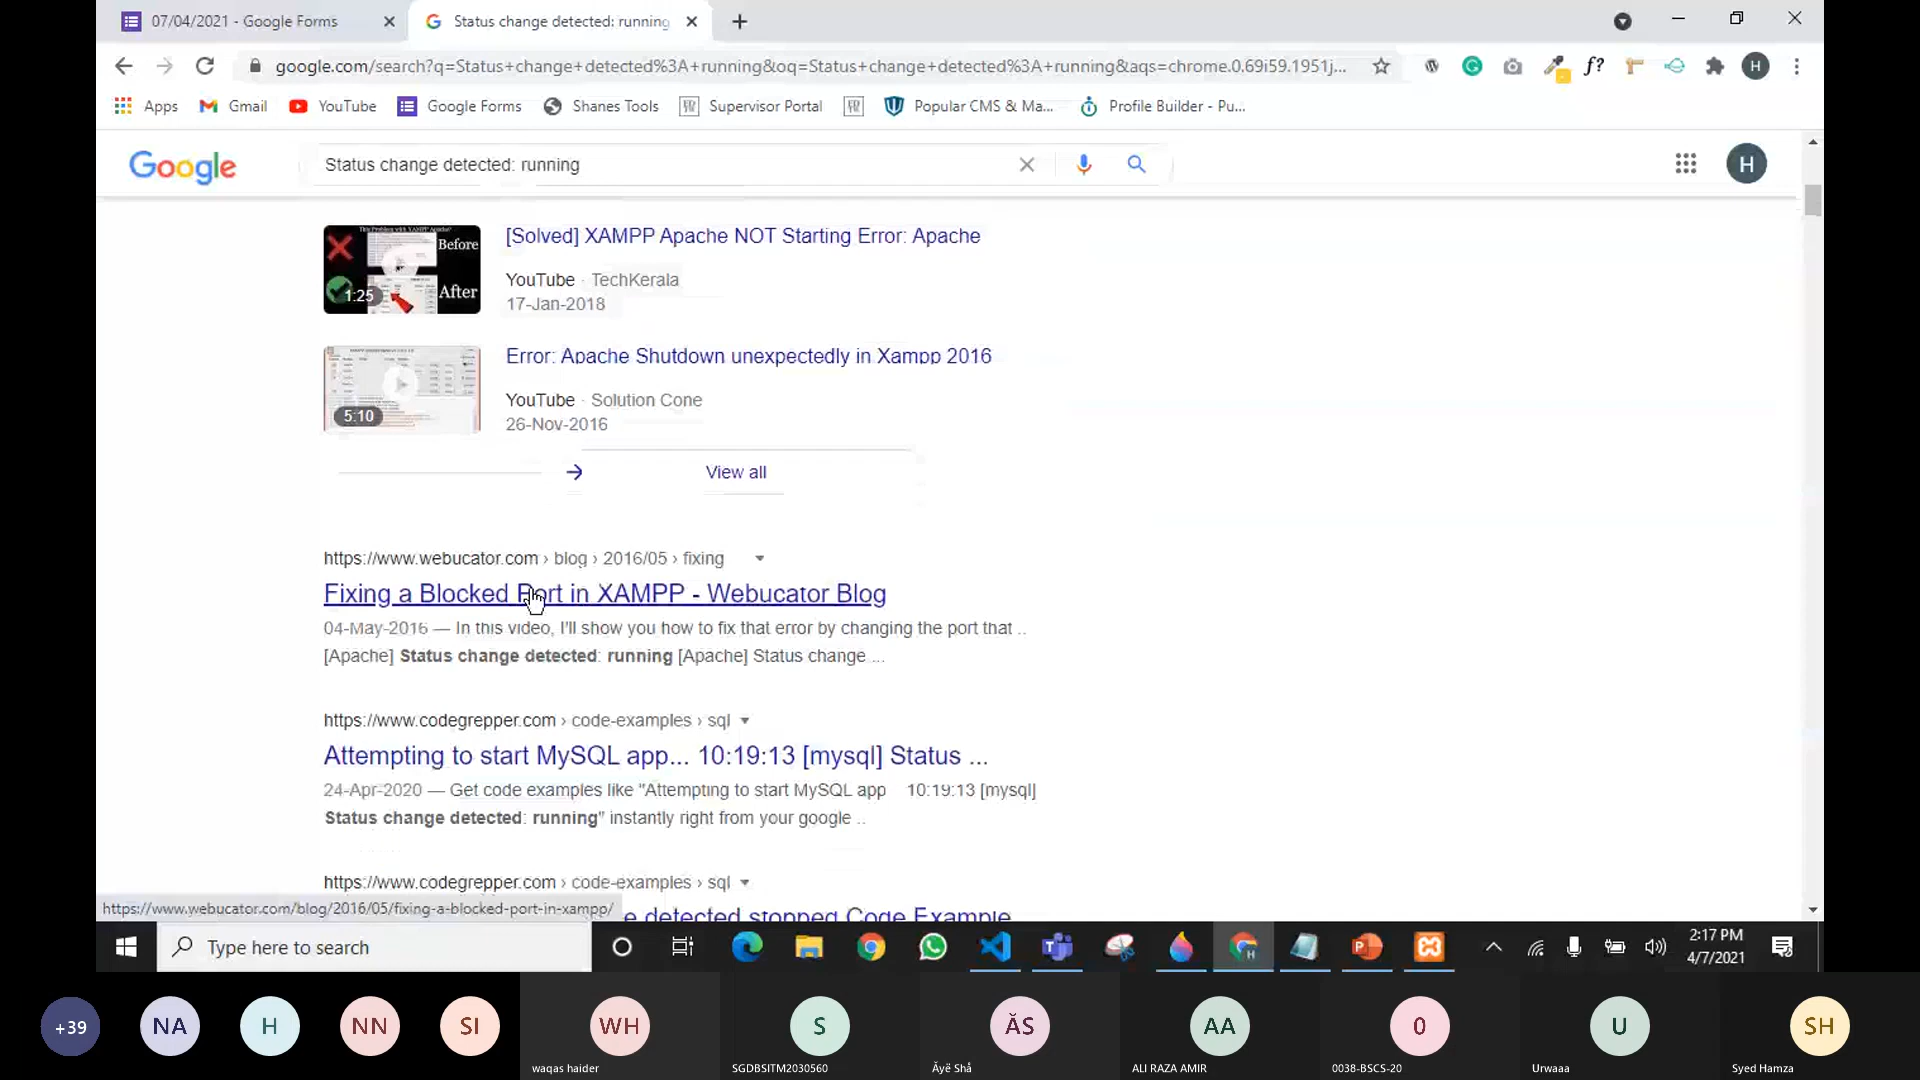 07/04/2021 - Google Forms
Status change detected: running
google.com/search?q=Status+change+detected%3A+running&oq=Status+change+detected%3A+running&aqs=chrome.0.69i59.1951j...
f?
H
Apps
Gmail
YouTube
Google Forms
Shanes Tools
Supervisor Portal
Popular CMS & Ma...
Profile Builder - Pu...
Google
Status change detected: running
H
Before
After
1:25
[Solved] XAMPP Apache NOT Starting Error: Apache
YouTube · TechKerala
17-Jan-2018
5:10
Error: Apache Shutdown unexpectedly in Xampp 2016
YouTube · Solution Cone
26-Nov-2016
View all
https://www.webucator.com › blog › 2016/05 › fixing
Fixing a Blocked Port in XAMPP - Webucator Blog
04-May-2016 — In this video, I'll show you how to fix that error by changing the port that ..
[Apache] Status change detected: running [Apache] Status change ...
https://www.codegrepper.com › code-examples › sql
Attempting to start MySQL app... 10:19:13 [mysql] Status ...
24-Apr-2020 — Get code examples like "Attempting to start MySQL app 10:19:13 [mysql]
Status change detected: running" instantly right from your google ..
https://www.codegrepper.com › code-examples › sql
e detected stopped Code Example
https://www.webucator.com/blog/2016/05/fixing-a-blocked-port-in-xampp/
Type here to search
2:17 PM
4/7/2021
+39
NA
H
NN
SI
WH
waqas haider
S
SGDBSITM2030560
ĂS
Ăyë Shå
AA
ALI RAZA AMIR
0
0038-BSCS-20
U
Urwaaa
SH
Syed Hamza